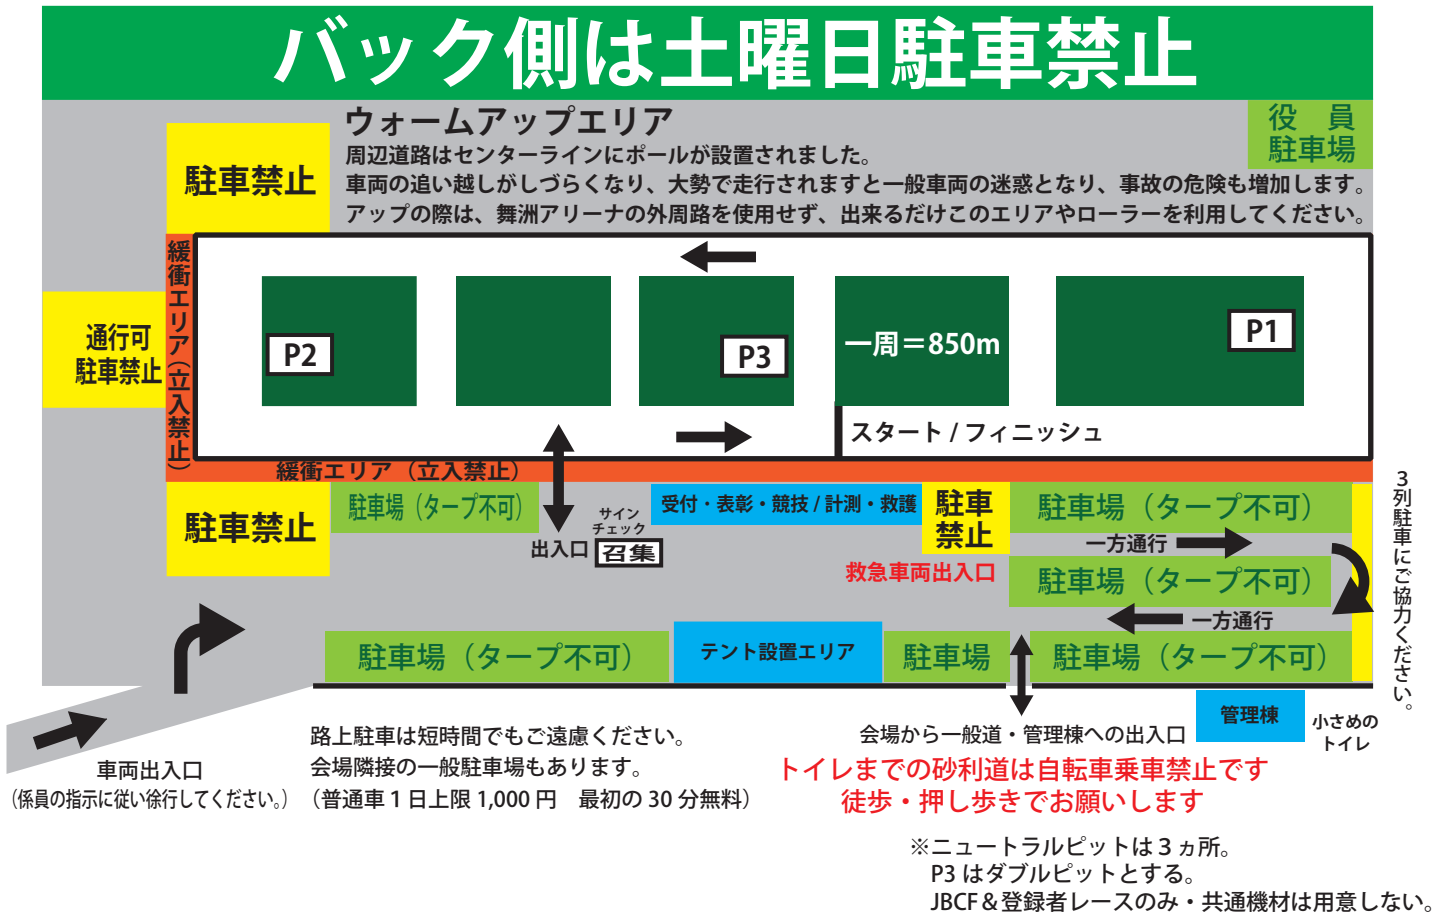 バック側は土曜日駐車禁止
ウォームアップエリア
周辺道路はセンターラインにポールが設置されました。
車両の追い越しがしづらくなり、大勢で走行されますと一般車両の迷惑となり、事故の危険も増加します。
アップの際は、舞洲アリーナの外周路を使用せず、出来るだけこのエリアやローラーを利用してください。
役　員
駐車場
駐車禁止
緩衝エリア（立入禁止）
通行可
駐車禁止
P2
P3
一周＝850m
P1
スタート / フィニッシュ
緩衝エリア（立入禁止）
駐車禁止
駐車場（タープ不可）
出入口
サイン
チェック
召集
受付・表彰・競技 / 計測・救護
駐車
禁止
救急車両出入口
駐車場（タープ不可）
一方通行
駐車場（タープ不可）
一方通行
3列駐車にご協力ください。
駐車場（タープ不可）
テント設置エリア
駐車場
駐車場（タープ不可）
車両出入口
（係員の指示に従い徐行してください。）
路上駐車は短時間でもご遠慮ください。
会場隣接の一般駐車場もあります。
（普通車 1 日上限 1,000 円　最初の 30 分無料）
会場から一般道・管理棟への出入口
管理棟
小さめの
トイレ
トイレまでの砂利道は自転車乗車禁止です
徒歩・押し歩きでお願いします
※ニュートラルピットは 3 ヵ所。
P3 はダブルピットとする。
JBCF＆登録者レースのみ・共通機材は用意しない。